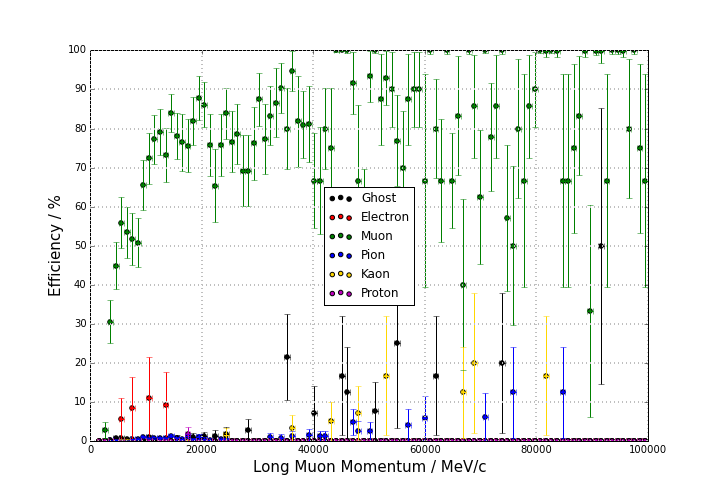 100
90
80
70
60
50
40
30
20
10
0
Efficiency / %
Ghost
Electron
Muon
Pion
Kaon
Proton
0 20000 40000 60000 80000 100000
Long Muon Momentum / MeV/c